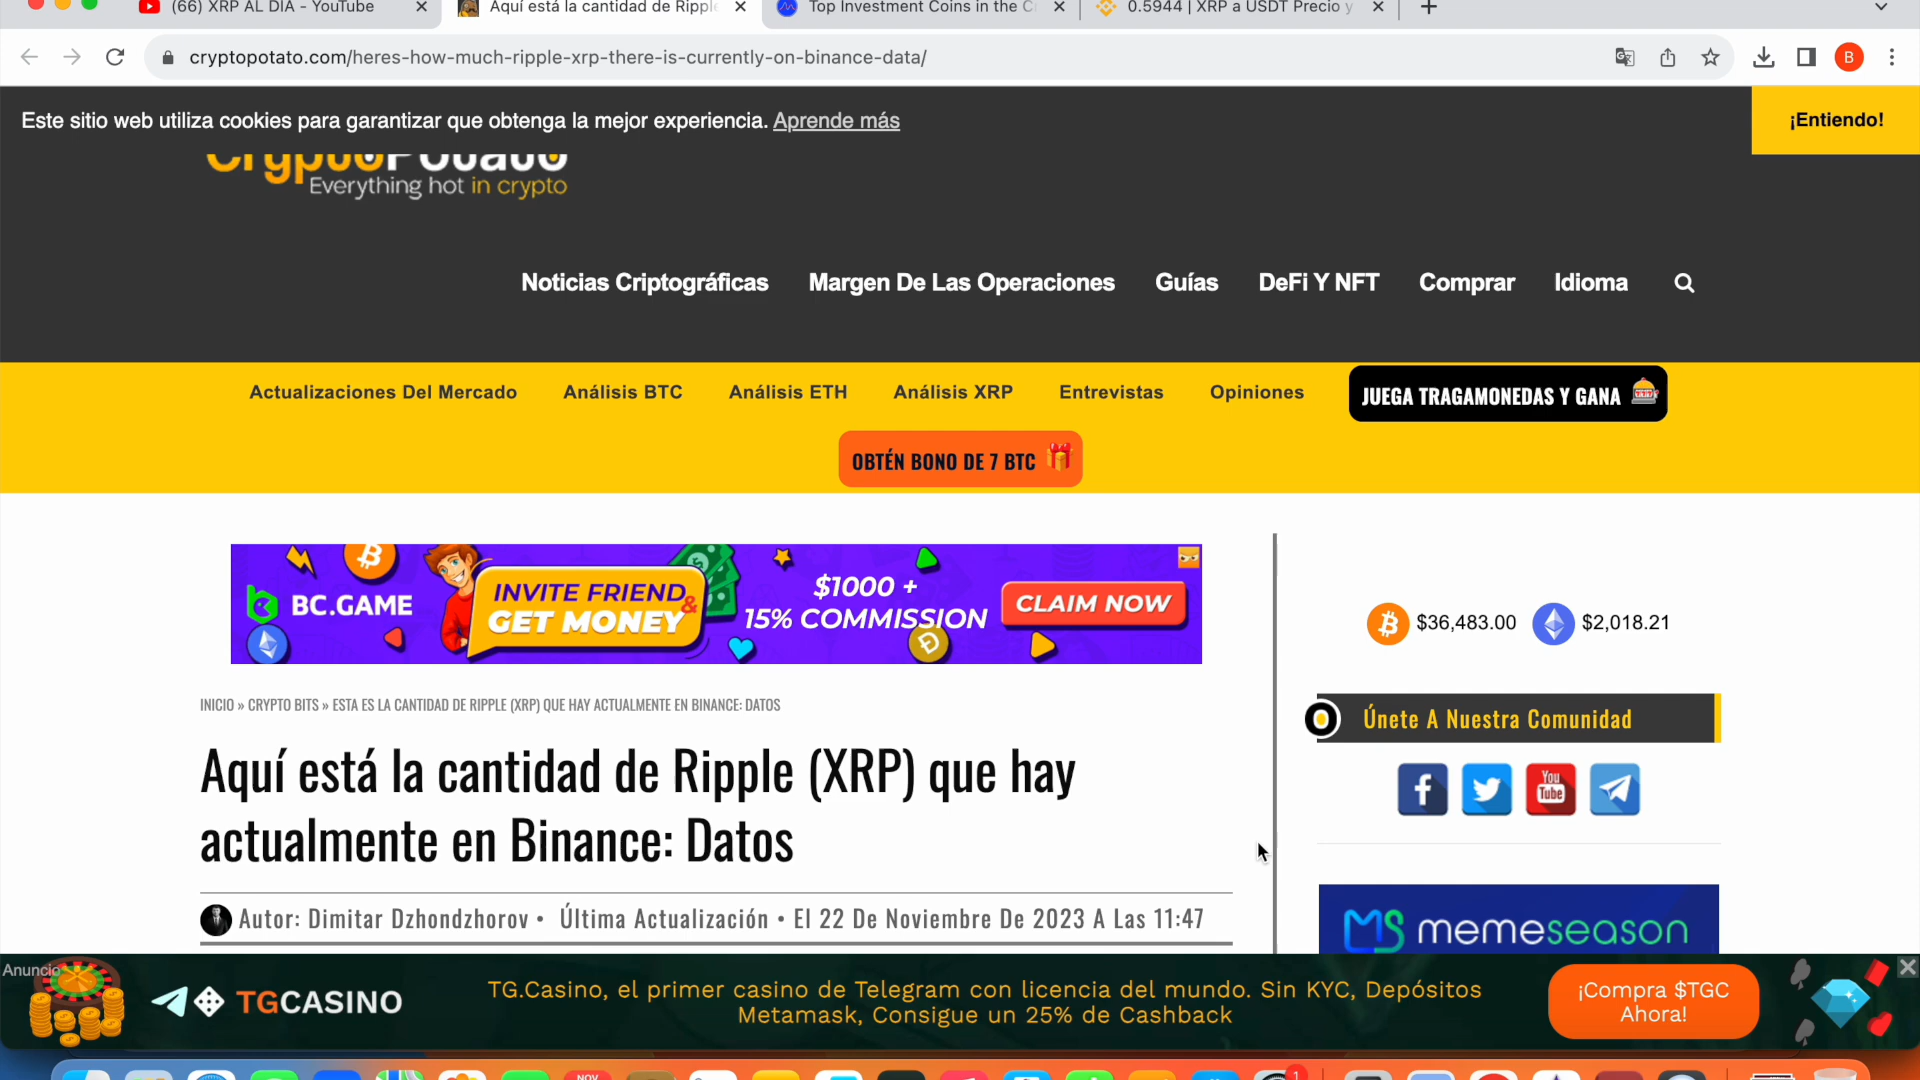 (66) XRP AL DÍA - YouTube
Aquí está la cantidad de Ripple
Top Investment Coins in the C
0.5944 | XRP a USDT Precio y
cryptopotato.com/heres-how-much-ripple-xrp-there-is-currently-on-binance-data/
B
Este sitio web utiliza cookies para garantizar que obtenga la mejor experiencia. Aprende más
¡Entiendo!
CryptoPotato
Everything hot in crypto
Noticias Criptográficas
Margen De Las Operaciones
Guías
DeFi Y NFT
Comprar
Idioma
Actualizaciones Del Mercado
Análisis BTC
Análisis ETH
Análisis XRP
Entrevistas
Opiniones
JUEGA TRAGAMONEDAS Y GANA
OBTÉN BONO DE 7 BTC
BC.GAME
INVITE FRIEND &
GET MONEY
$1000 +
15% COMMISSION
CLAIM NOW
$36,483.00
$2,018.21
INICIO » CRYPTO BITS » ESTA ES LA CANTIDAD DE RIPPLE (XRP) QUE HAY ACTUALMENTE EN BINANCE: DATOS
Únete A Nuestra Comunidad
Aquí está la cantidad de Ripple (XRP) que hay
actualmente en Binance: Datos
You
Tube
Autor: Dimitar Dzhondzhorov • Última Actualización • El 22 De Noviembre De 2023 A Las 11:47
memeseason
Anuncio
TGCASINO
TG.Casino, el primer casino de Telegram con licencia del mundo. Sin KYC, Depósitos
Metamask, Consigue un 25% de Cashback
¡Compra $TGC
Ahora!
NOV
1